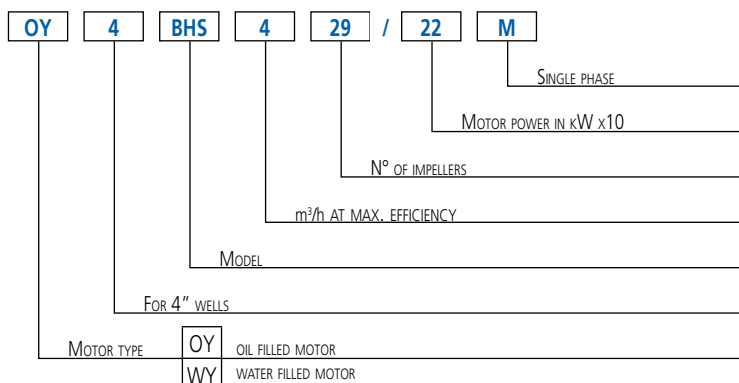 OY 4 BHS 4 29 / 22 M
Single phase
Motor power in kW x10
N° of impellers
m³/h at max. efficiency
Model
For 4" wells
Motor type OY oil filled motor
WY water filled motor